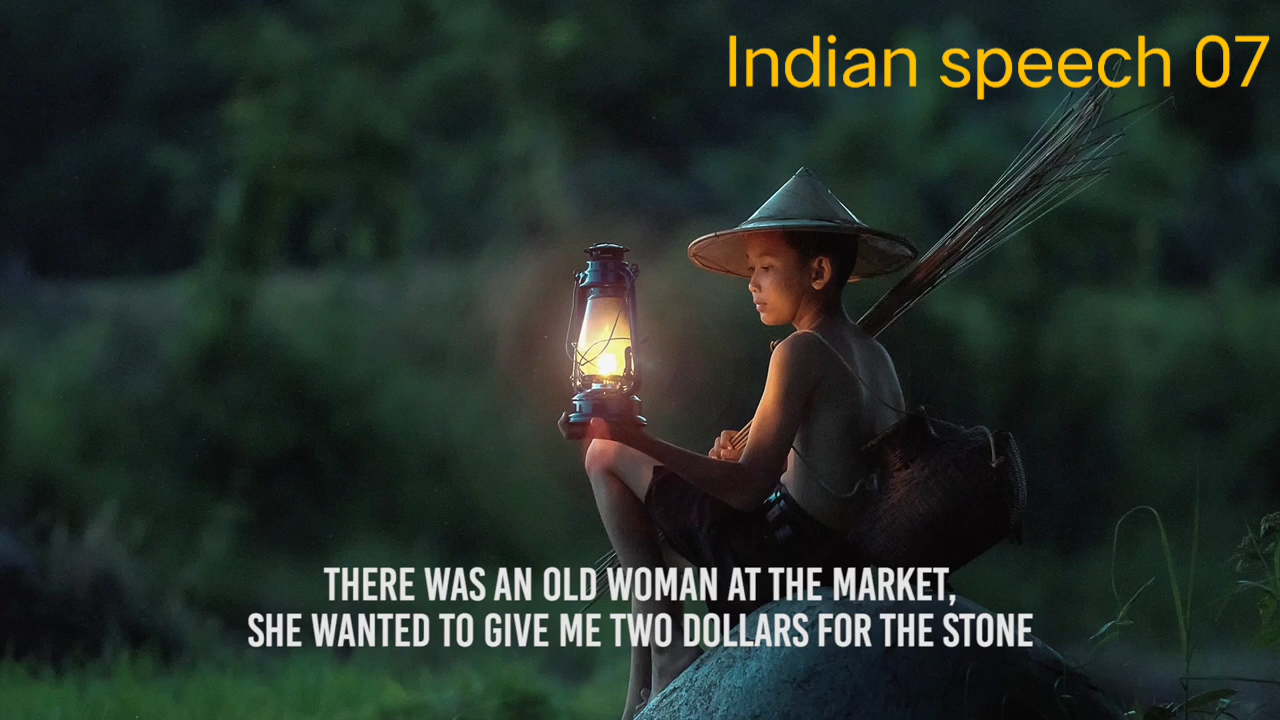 Indian speech 07
THERE WAS AN OLD WOMAN AT THE MARKET,
SHE WANTED TO GIVE ME TWO DOLLARS FOR THE STONE